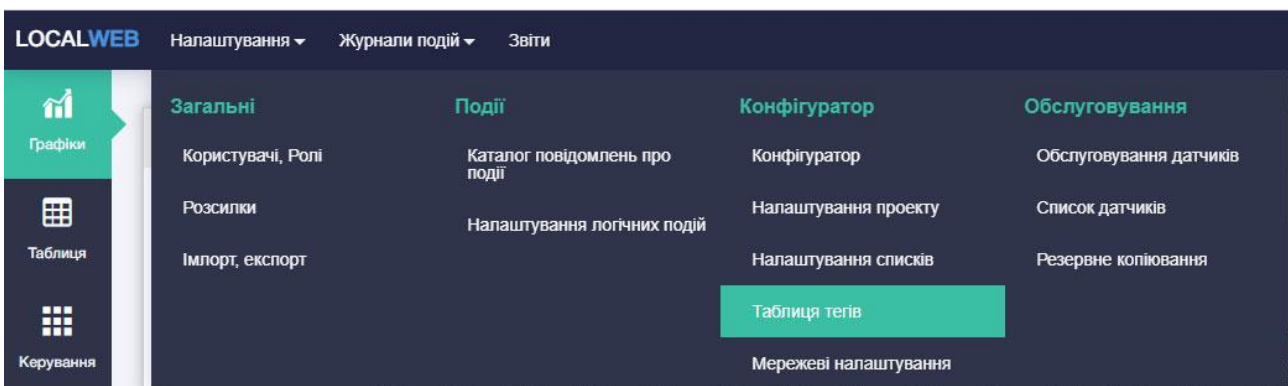 LOCALWEB Налаштування Журнали подій Звіти
Графіки
Таблиця
Керування
Загальні
Користувачі, Ролі
Розсилки
Імпорт, експорт
Події
Каталог повідомлень про
події
Налаштування логічних подій
Конфігуратор
Конфігуратор
Налаштування проекту
Налаштування списків
Таблиця тегів
Мережеві налаштування
Обслуговування
Обслуговування датчиків
Список датчиків
Резервне копіювання